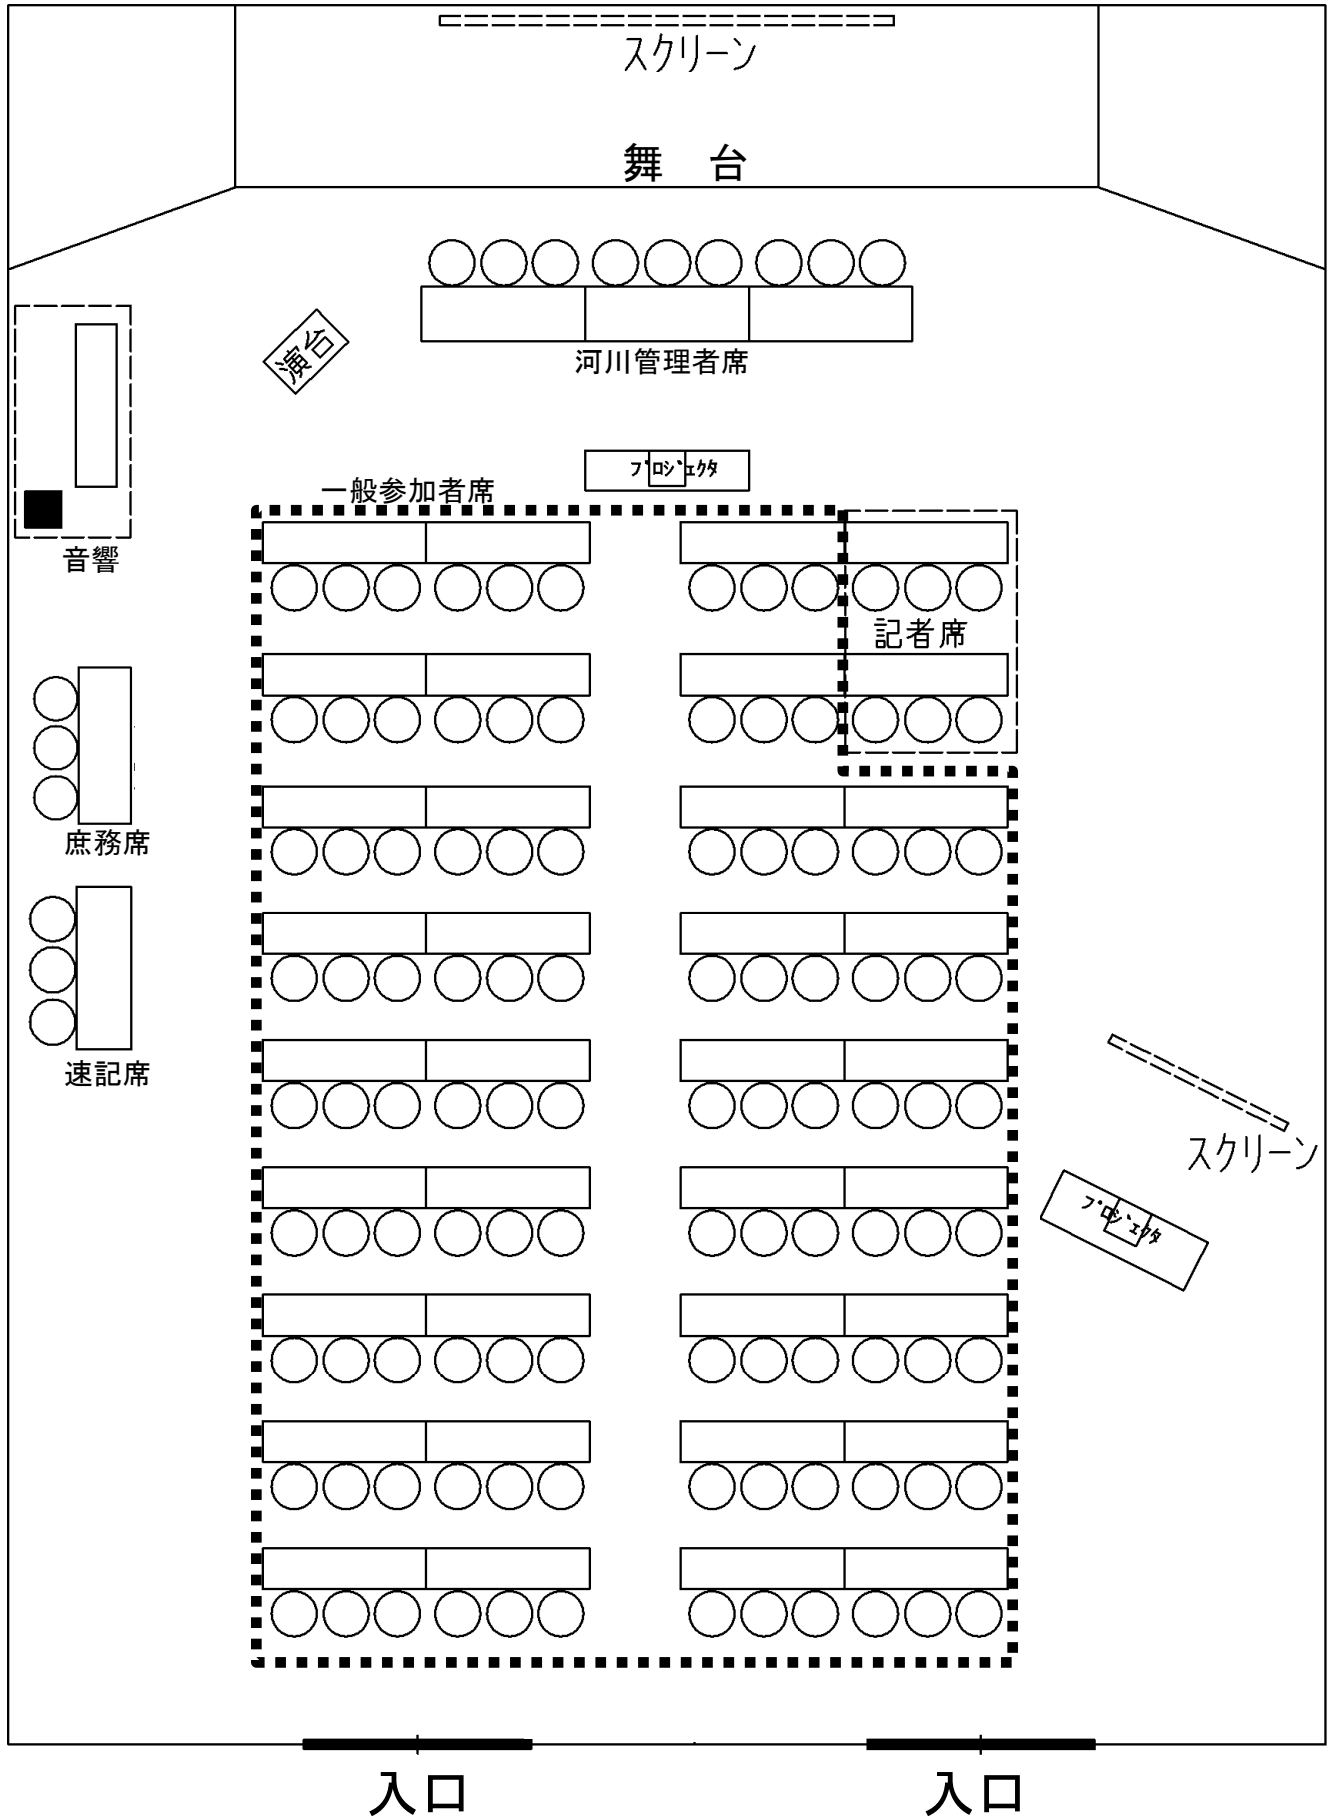 スクリーン
舞　台
演台
河川管理者席
プロジェクタ
一般参加者席
音響
記者席
庶務席
速記席
スクリーン
プロジェクタ
入口
入口